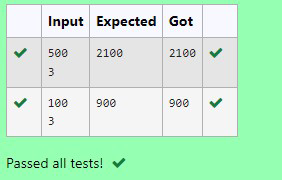 Input Expected Got
500 2100 2100
3
100 900 900
3
Passed all tests!